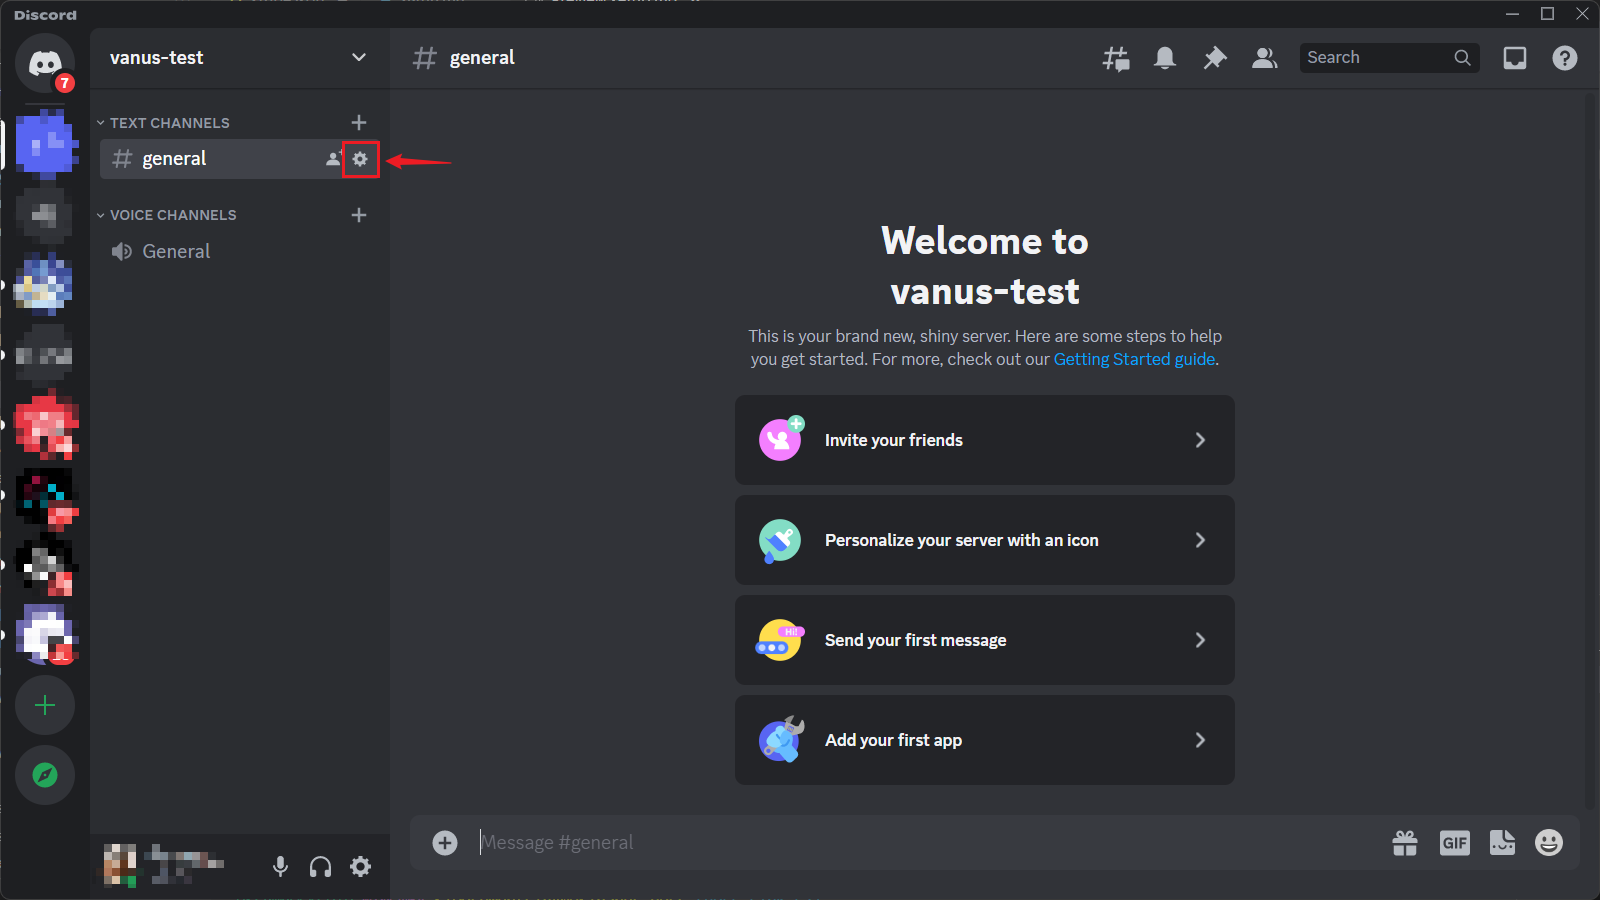 Discord
7
vanus-test
general
Search
TEXT CHANNELS
general
VOICE CHANNELS
General
Welcome to
vanus-test
This is your brand new, shiny server. Here are some steps to help
you get started. For more, check out our Getting Started guide.
Invite your friends
Personalize your server with an icon
Hi!
Send your first message
Add your first app
Message #general
GIF